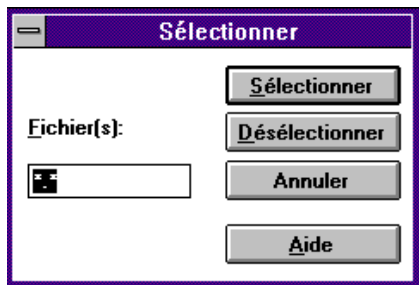 Sélectionner
Sélectionner
Fichier(s):
Désélectionner
*.*
Annuler
Aide